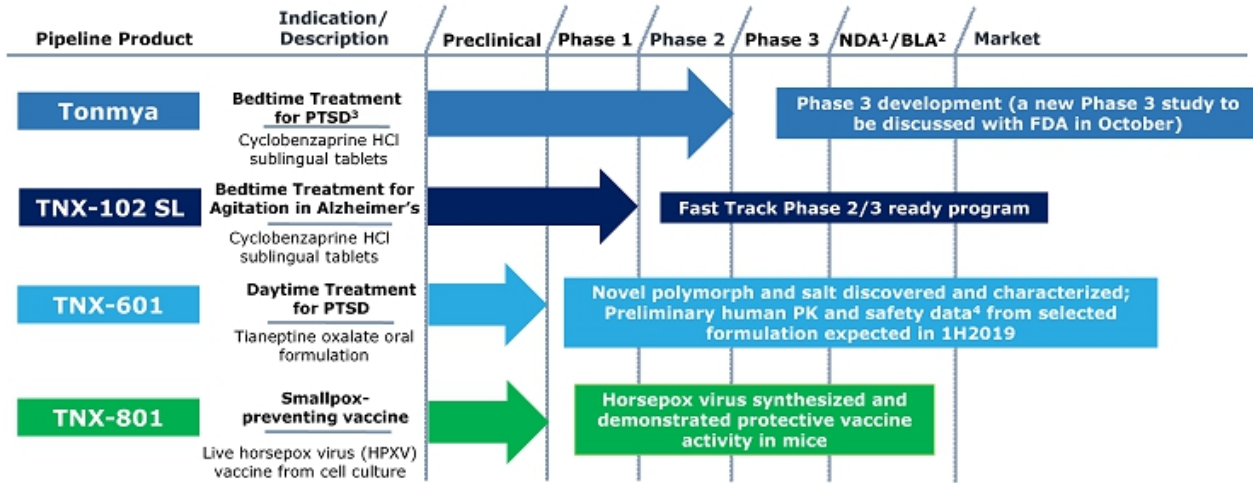 Pipeline Product
Indication/
Description
Preclinical
Phase 1
Phase 2
Phase 3
NDA¹/BLA²
Market
Tonmya
Bedtime Treatment
for PTSD³
Cyclobenzaprine HCl
sublingual tablets
Phase 3 development (a new Phase 3 study to
be discussed with FDA in October)
TNX-102 SL
Bedtime Treatment for
Agitation in Alzheimer's
Cyclobenzaprine HCl
sublingual tablets
Fast Track Phase 2/3 ready program
TNX-601
Daytime Treatment
for PTSD
Tianeptine oxalate oral
formulation
Novel polymorph and salt discovered and characterized;
Preliminary human PK and safety data⁴ from selected
formulation expected in 1H2019
TNX-801
Smallpox-
preventing vaccine
Live horsepox virus (HPXV)
vaccine from cell culture
Horsepox virus synthesized and
demonstrated protective vaccine
activity in mice